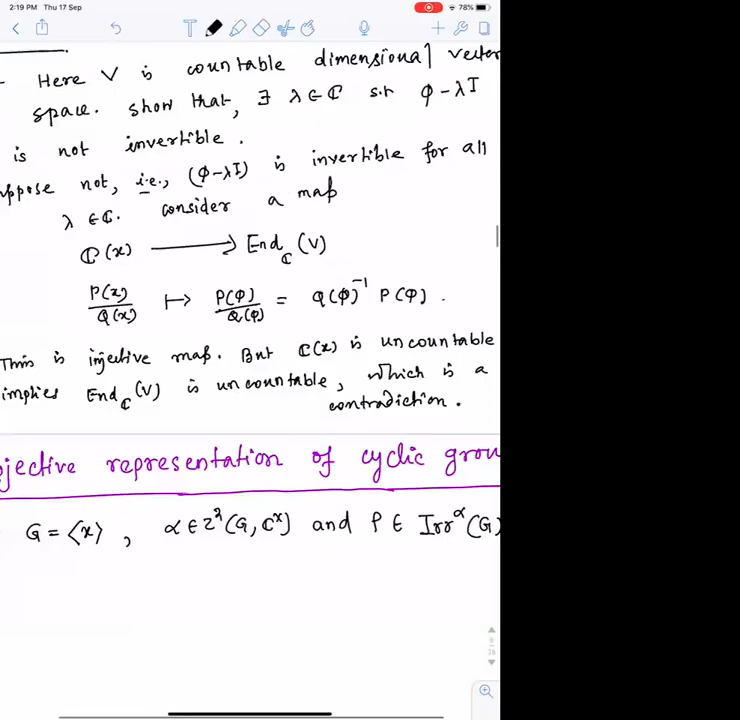 2:19 PM Thu 17 Sep 78%
- Here V is countable dimensional vector
space. show that, ∃ λ ∈ ℂ s.t ϕ - λI
is not invertible.
ppose not, i.e., (ϕ-λI) is invertible for all
λ ∈ ℂ. consider a map
ℂ(x) ⟶ End_ℂ(V)
P(x)/Q(x) ↦ P(ϕ)/Q(ϕ) = Q(ϕ)⁻¹ P(ϕ).
This is injective map. But ℂ(x) is uncountable
implies End_ℂ(V) is uncountable, which is a
contradiction.
ojective representation of cyclic grou
G = ⟨x⟩, α ∈ Z²(G, ℂˣ) and ρ ∈ Irr^α(G)